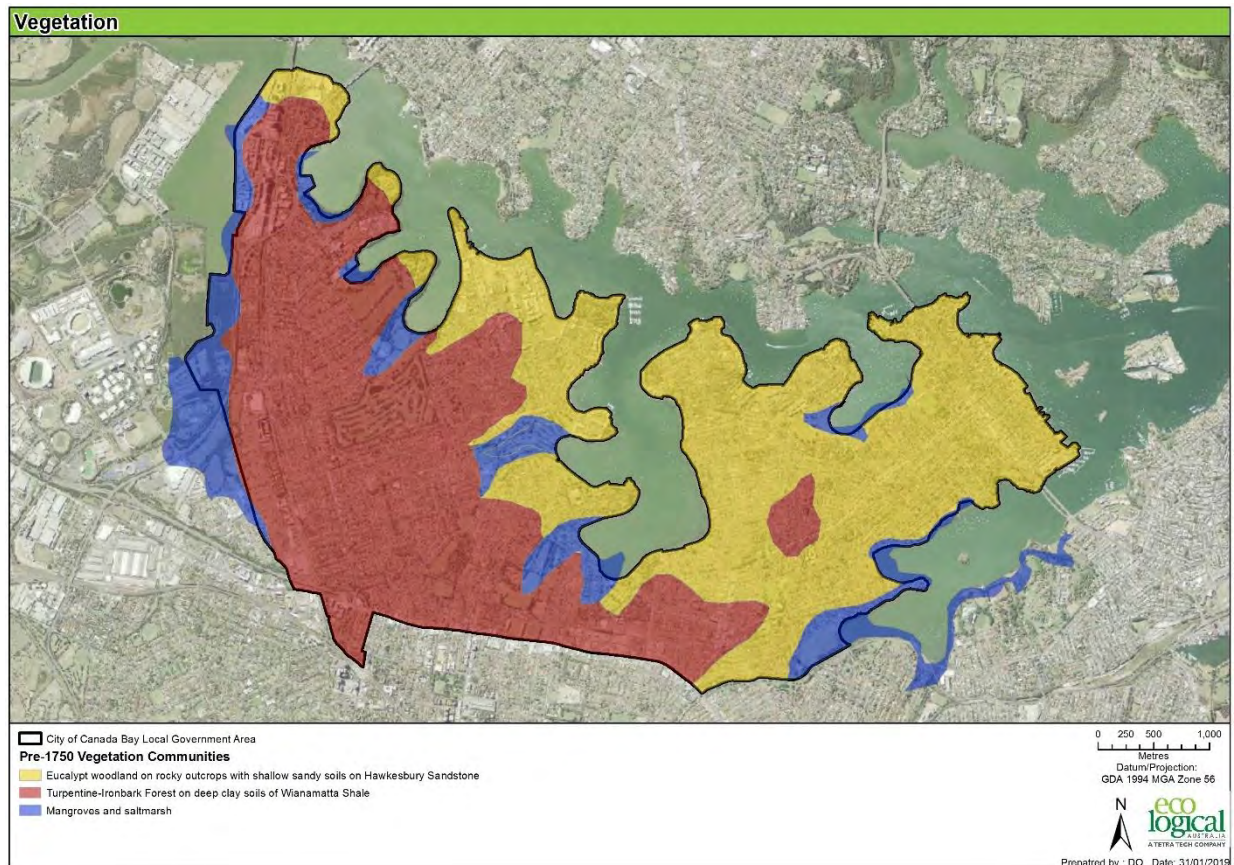 Vegetation
City of Canada Bay Local Government Area
Pre-1750 Vegetation Communities
Eucalypt woodland on rocky outcrops with shallow sandy soils on Hawkesbury Sandstone
Turpentine-Ironbark Forest on deep clay soils of Wianamatta Shale
Mangroves and saltmarsh
0 250 500 1,000
Metres
Datum/Projection:
GDA 1994 MGA Zone 56
N
eco
logical
AUSTRALIA
A TETRA TECH COMPANY
Prepatred by : DO Date: 31/01/2019